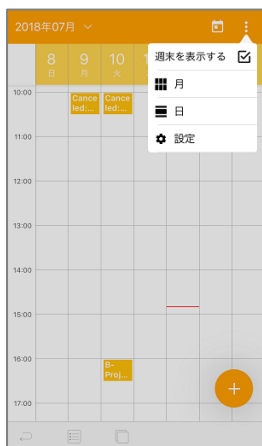 2018年07月
8 9 10
日 月 火
週末を表示する
月
日
設定
10:00
Cance
led:...
Cance
led:...
11:00
12:00
13:00
14:00
15:00
16:00
B-
Proj...
17:00